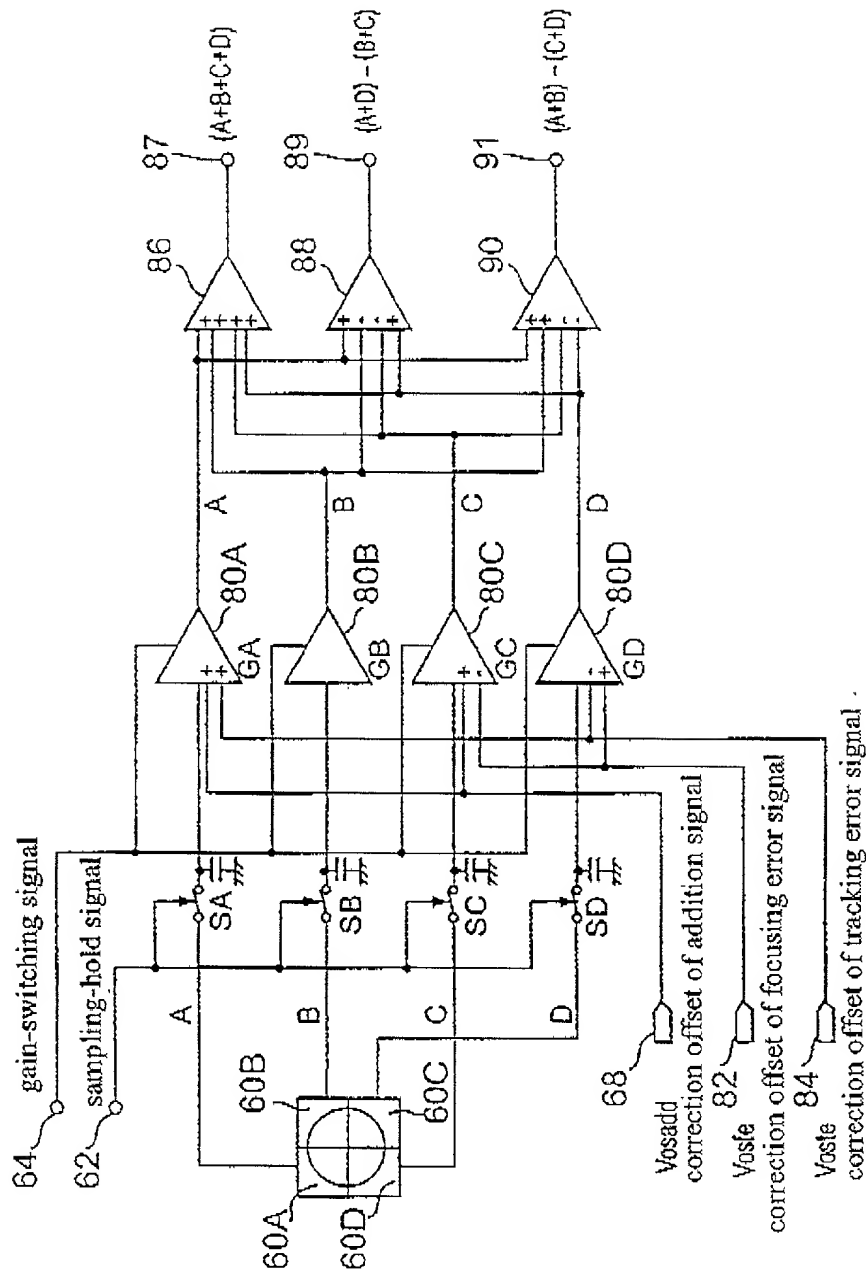 64
gain-switching signal
62
sampling-hold signal
60A
60B
60C
60D
A
B
C
D
SA
SB
SC
SD
GA
GB
GC
GD
80A
80B
80C
80D
A
B
C
D
+
+
+
-
-
+
86
88
90
+
+
+
+
+
-
-
+
+
+
-
-
87
(A+B+C+D)
89
(A+D) - (B+C)
91
(A+B) - (C+D)
68
Vosadd
correction offset of addition signal
82
Vosfe
correction offset of focusing error signal
84
Voste
correction offset of tracking error signal .